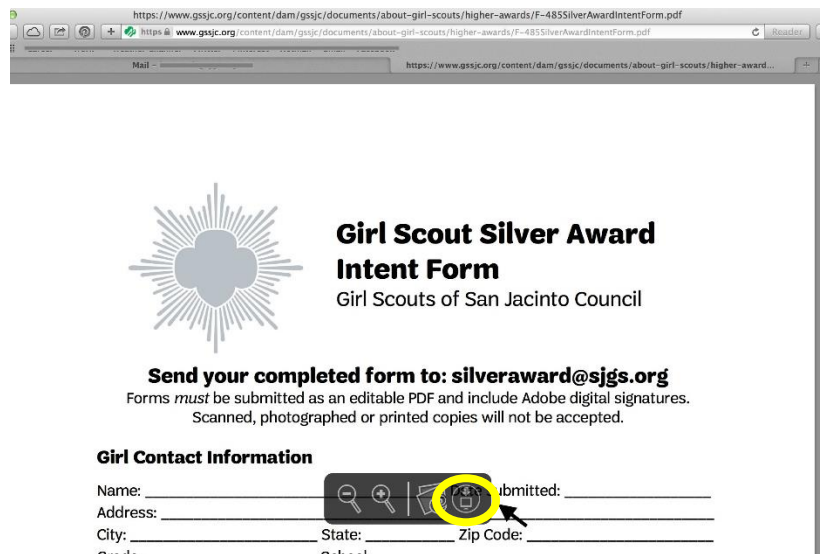 https://www.gssjc.org/content/dam/gssjc/documents/about-girl-scouts/higher-awards/F-485SilverAwardIntentForm.pdf
https www.gssjc.org/content/dam/gssjc/documents/about-girl-scouts/higher-awards/F-485SilverAwardIntentForm.pdf Reader
Mail – https://www.gssjc.org/content/dam/gssjc/documents/about-girl-scouts/higher-award...
Girl Scout Silver Award
Intent Form
Girl Scouts of San Jacinto Council
Send your completed form to: silveraward@sjgs.org
Forms must be submitted as an editable PDF and include Adobe digital signatures.
Scanned, photographed or printed copies will not be accepted.
Girl Contact Information
Name: Submitted:
Address:
City: State: Zip Code: